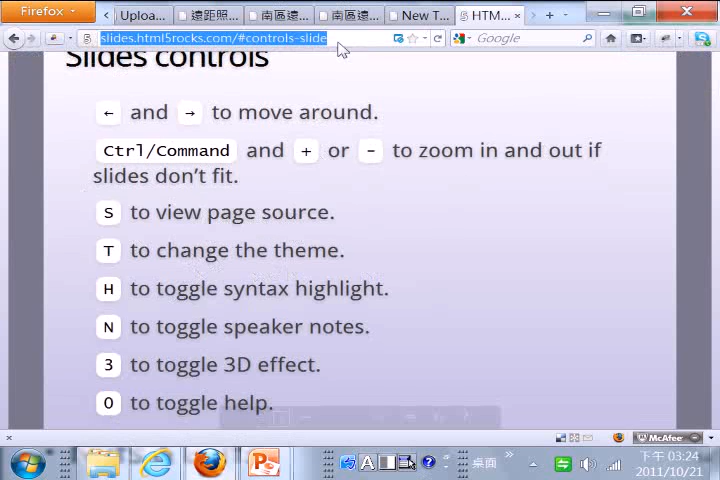 Firefox
Uploa...
遠距照...
南區遠...
南區遠...
New T...
HTM...
slides.html5rocks.com/#controls-slide
Google
Slides controls
← and → to move around.
Ctrl/Command and + or - to zoom in and out if
slides don't fit.
S to view page source.
T to change the theme.
H to toggle syntax highlight.
N to toggle speaker notes.
3 to toggle 3D effect.
0 to toggle help.
McAfee
桌面
下午 03:24
2011/10/21